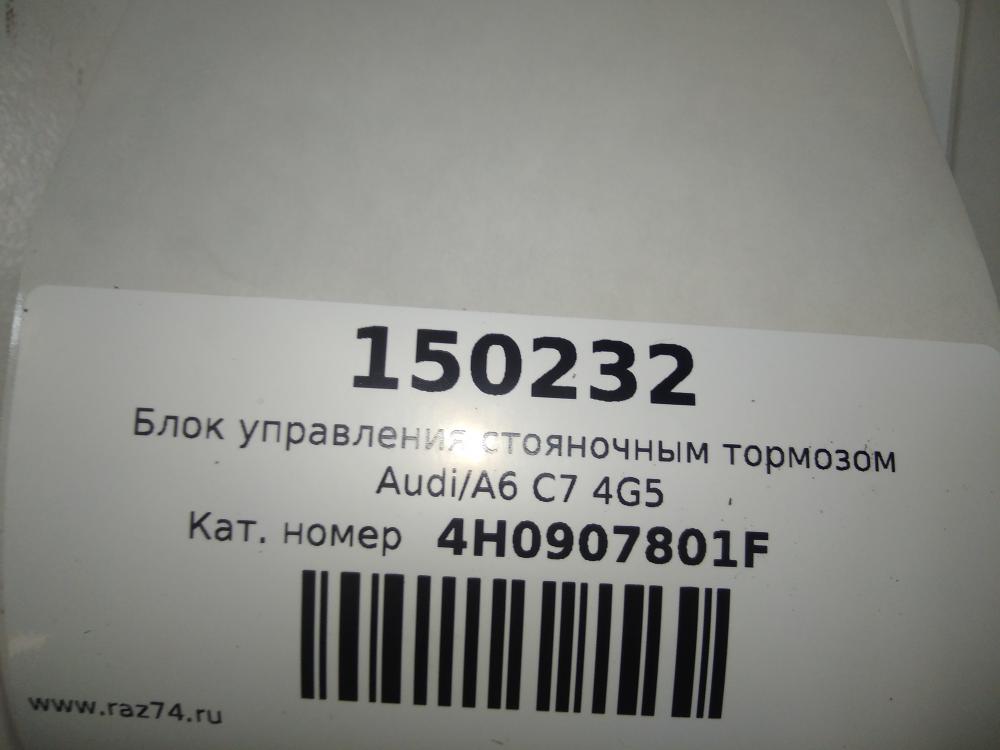 150232
Блок управления стояночным тормозом
Audi/A6 C7 4G5
Кат. номер 4H0907801F
www.raz74.ru